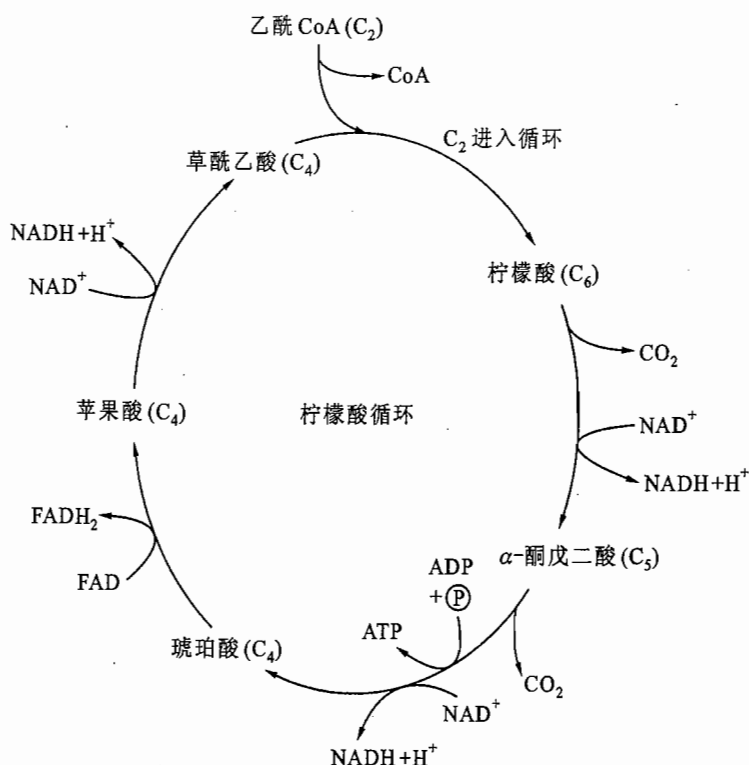 乙酰CoA(C₂)
CoA
C₂进入循环
草酰乙酸(C₄)
NADH+H⁺
NAD⁺
柠檬酸(C₆)
CO₂
苹果酸(C₄)
柠檬酸循环
NAD⁺
NADH+H⁺
FADH₂
FAD
α-酮戊二酸(C₅)
ADP
+Ⓟ
ATP
琥珀酸(C₄)
CO₂
NAD⁺
NADH+H⁺